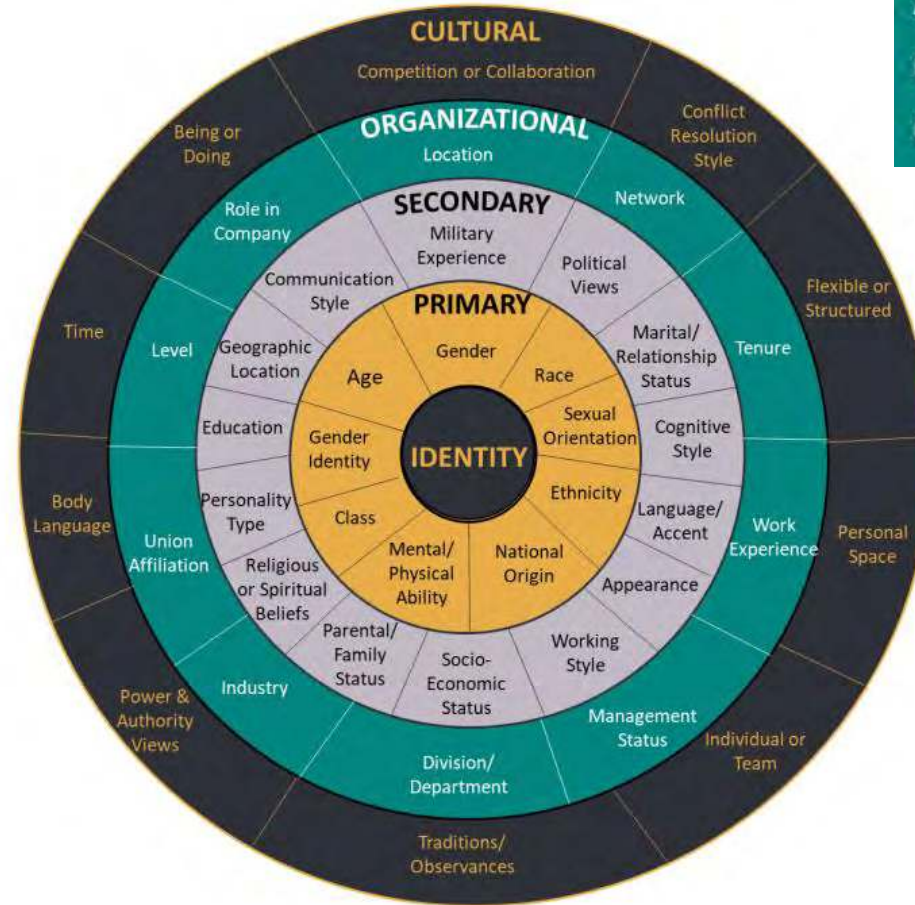 CULTURAL
Competition or Collaboration
Conflict
Resolution
Style
Flexible or
Structured
Personal
Space
Individual or
Team
Traditions/
Observances
Power &
Authority
Views
Body
Language
Time
Being or
Doing
ORGANIZATIONAL
Location
Network
Tenure
Work
Experience
Management
Status
Division/
Department
Industry
Union
Affiliation
Level
Role in
Company
SECONDARY
Military
Experience
Political
Views
Marital/
Relationship
Status
Cognitive
Style
Language/
Accent
Appearance
Working
Style
Socio-
Economic
Status
Parental/
Family
Status
Religious
or Spiritual
Beliefs
Personality
Type
Education
Geographic
Location
Communication
Style
PRIMARY
Gender
Race
Sexual
Orientation
Ethnicity
National
Origin
Mental/
Physical
Ability
Class
Gender
Identity
Age
IDENTITY